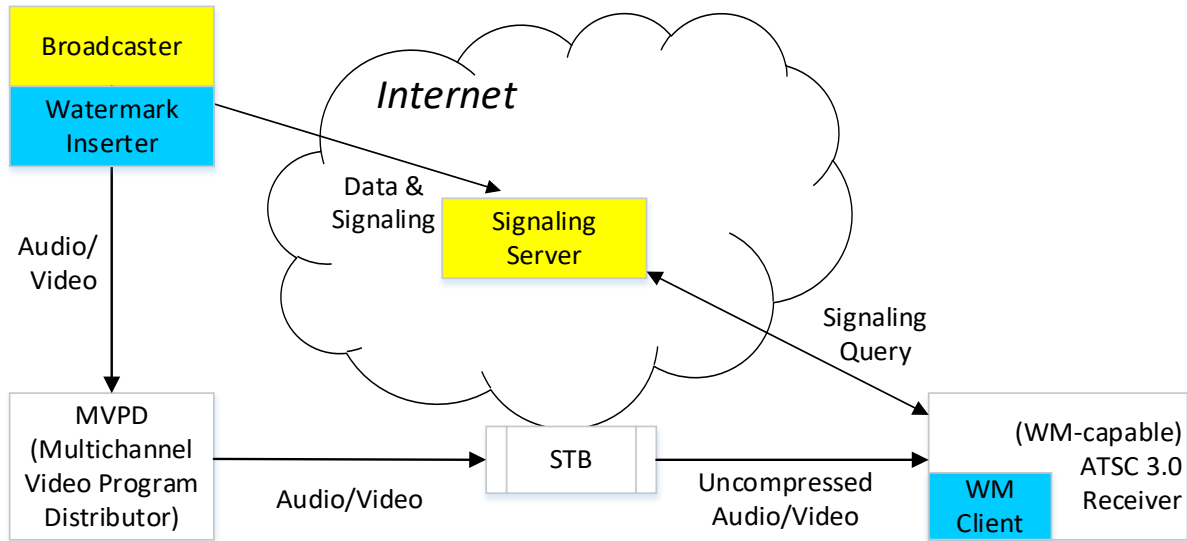 Broadcaster
Watermark
Inserter
Internet
Data &
Signaling
Signaling
Server
Audio/
Video
Signaling
Query
MVPD
(Multichannel
Video Program
Distributor)
Audio/Video
STB
Uncompressed
Audio/Video
(WM-capable)
ATSC 3.0
Receiver
WM
Client